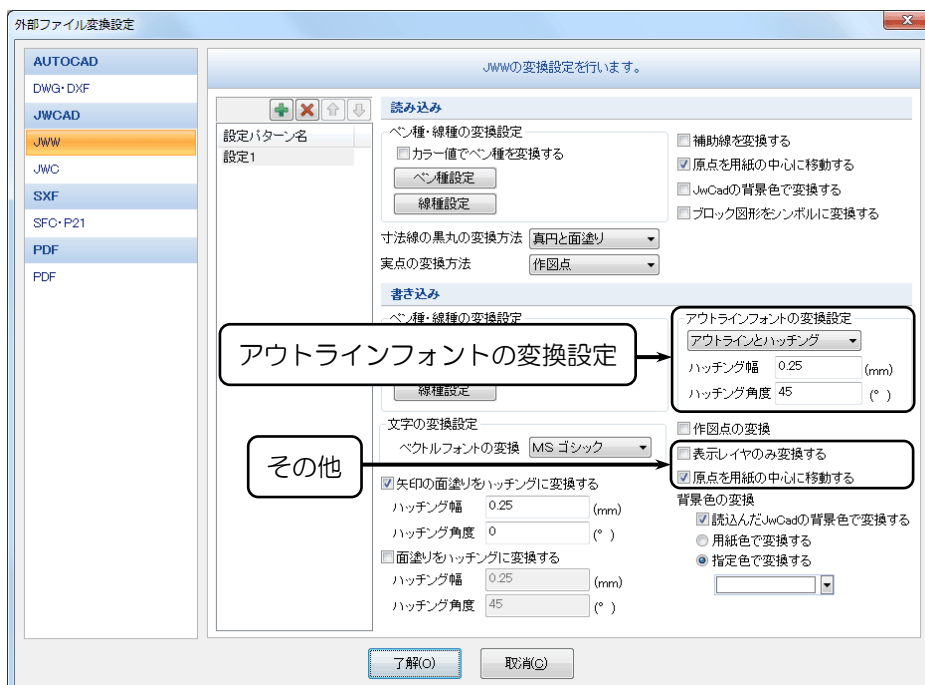 外部ファイル変換設定
AUTOCAD
DWG・DXF
JWCAD
JWW
JWC
SXF
SFC・P21
PDF
PDF
JWWの変換設定を行います。
設定パターン名
設定1
読み込み
ペン種・線種の変換設定
カラー値でペン種を変換する
ペン種設定
線種設定
寸法線の黒丸の変換方法 真円と面塗り
実点の変換方法 作図点
補助線を変換する
原点を用紙の中心に移動する
JwCadの背景色で変換する
ブロック図形をシンボルに変換する
書き込み
ペン種・線種の変換設定
アウトラインフォントの変換設定
線種設定
文字の変換設定
ベクトルフォントの変換 MS ゴシック
その他
矢印の面塗りをハッチングに変換する
ハッチング幅 0.25 (mm)
ハッチング角度 0 (°)
面塗りをハッチングに変換する
ハッチング幅 0.25 (mm)
ハッチング角度 45 (°)
アウトラインフォントの変換設定
アウトラインとハッチング
ハッチング幅 0.25 (mm)
ハッチング角度 45 (°)
作図点の変換
表示レイヤのみ変換する
原点を用紙の中心に移動する
背景色の変換
読込んだJwCadの背景色で変換する
用紙色で変換する
指定色で変換する
了解(O)
取消(C)